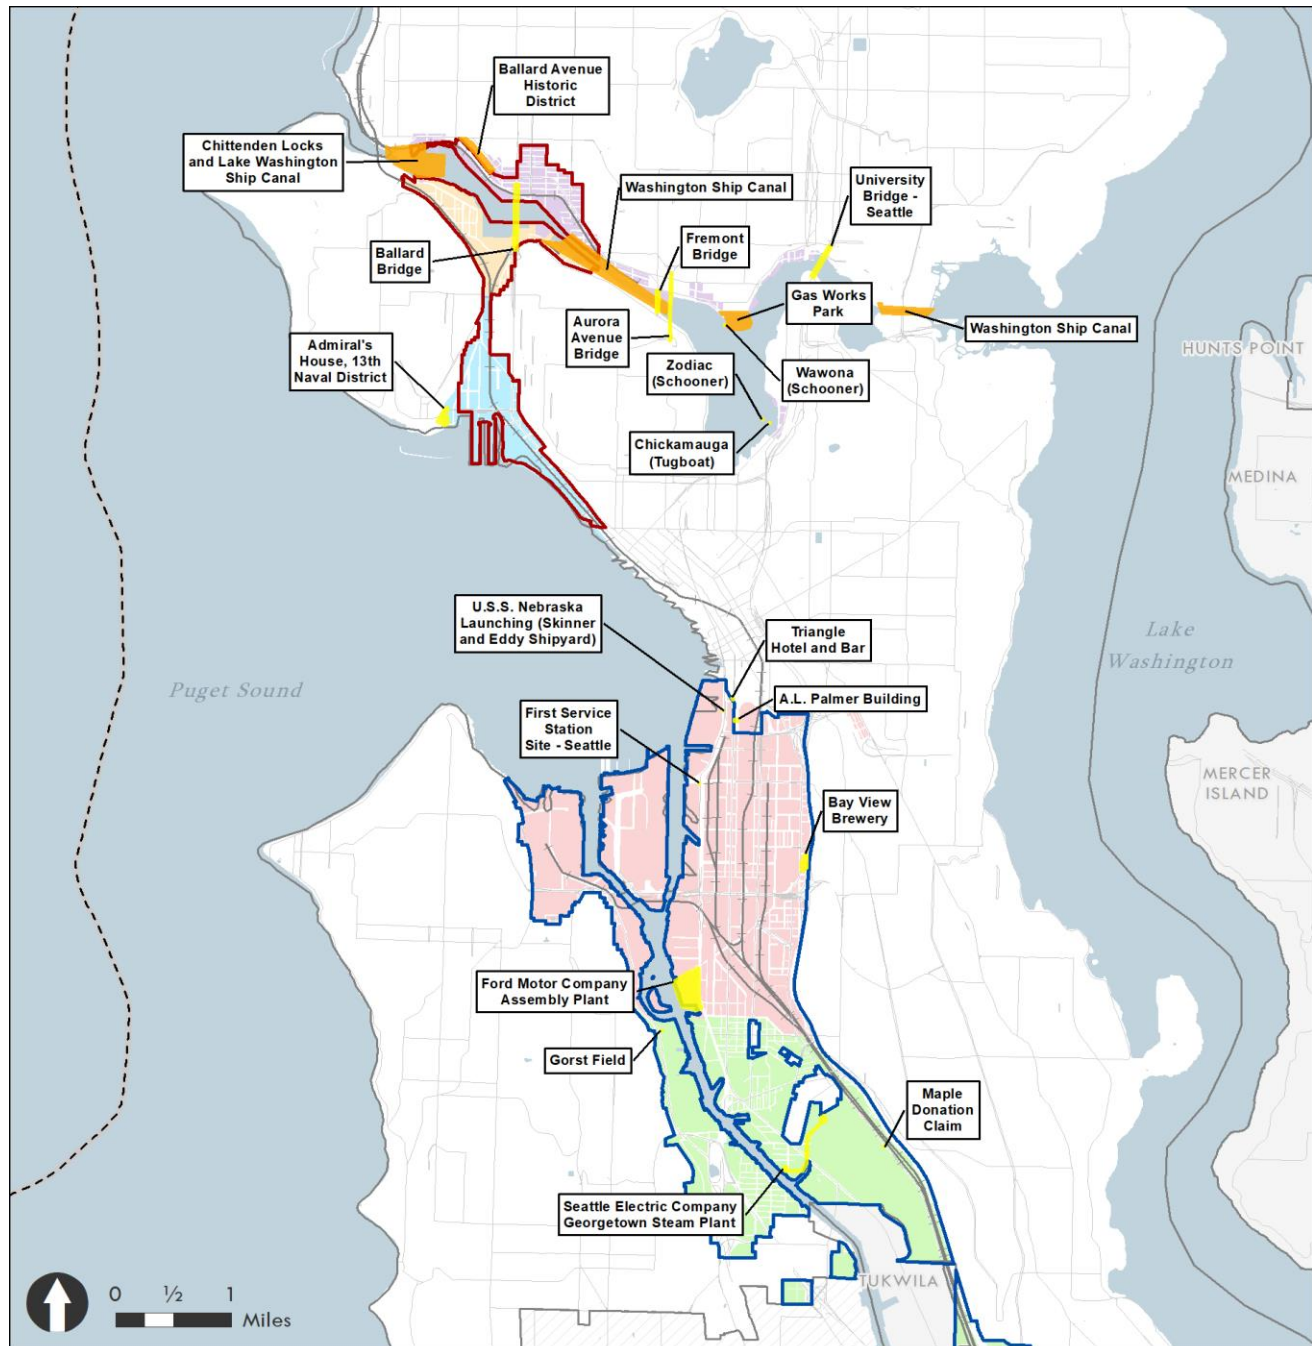 Ballard Avenue
Historic
District
Chittenden Locks
and Lake Washington
Ship Canal
Washington Ship Canal
University
Bridge -
Seattle
Ballard
Bridge
Fremont
Bridge
Gas Works
Park
Washington Ship Canal
Aurora
Avenue
Bridge
Admiral's
House, 13th
Naval District
Zodiac
(Schooner)
Wawona
(Schooner)
HUNTS POINT
Chickamauga
(Tugboat)
MEDINA
U.S.S. Nebraska
Launching (Skinner
and Eddy Shipyard)
Triangle
Hotel and Bar
Lake
Washington
Puget Sound
A.L. Palmer Building
First Service
Station
Site - Seattle
MERCER
ISLAND
Bay View
Brewery
Ford Motor Company
Assembly Plant
Gorst Field
Maple
Donation
Claim
Seattle Electric Company
Georgetown Steam Plant
TUKWILA
0 ½ 1
Miles